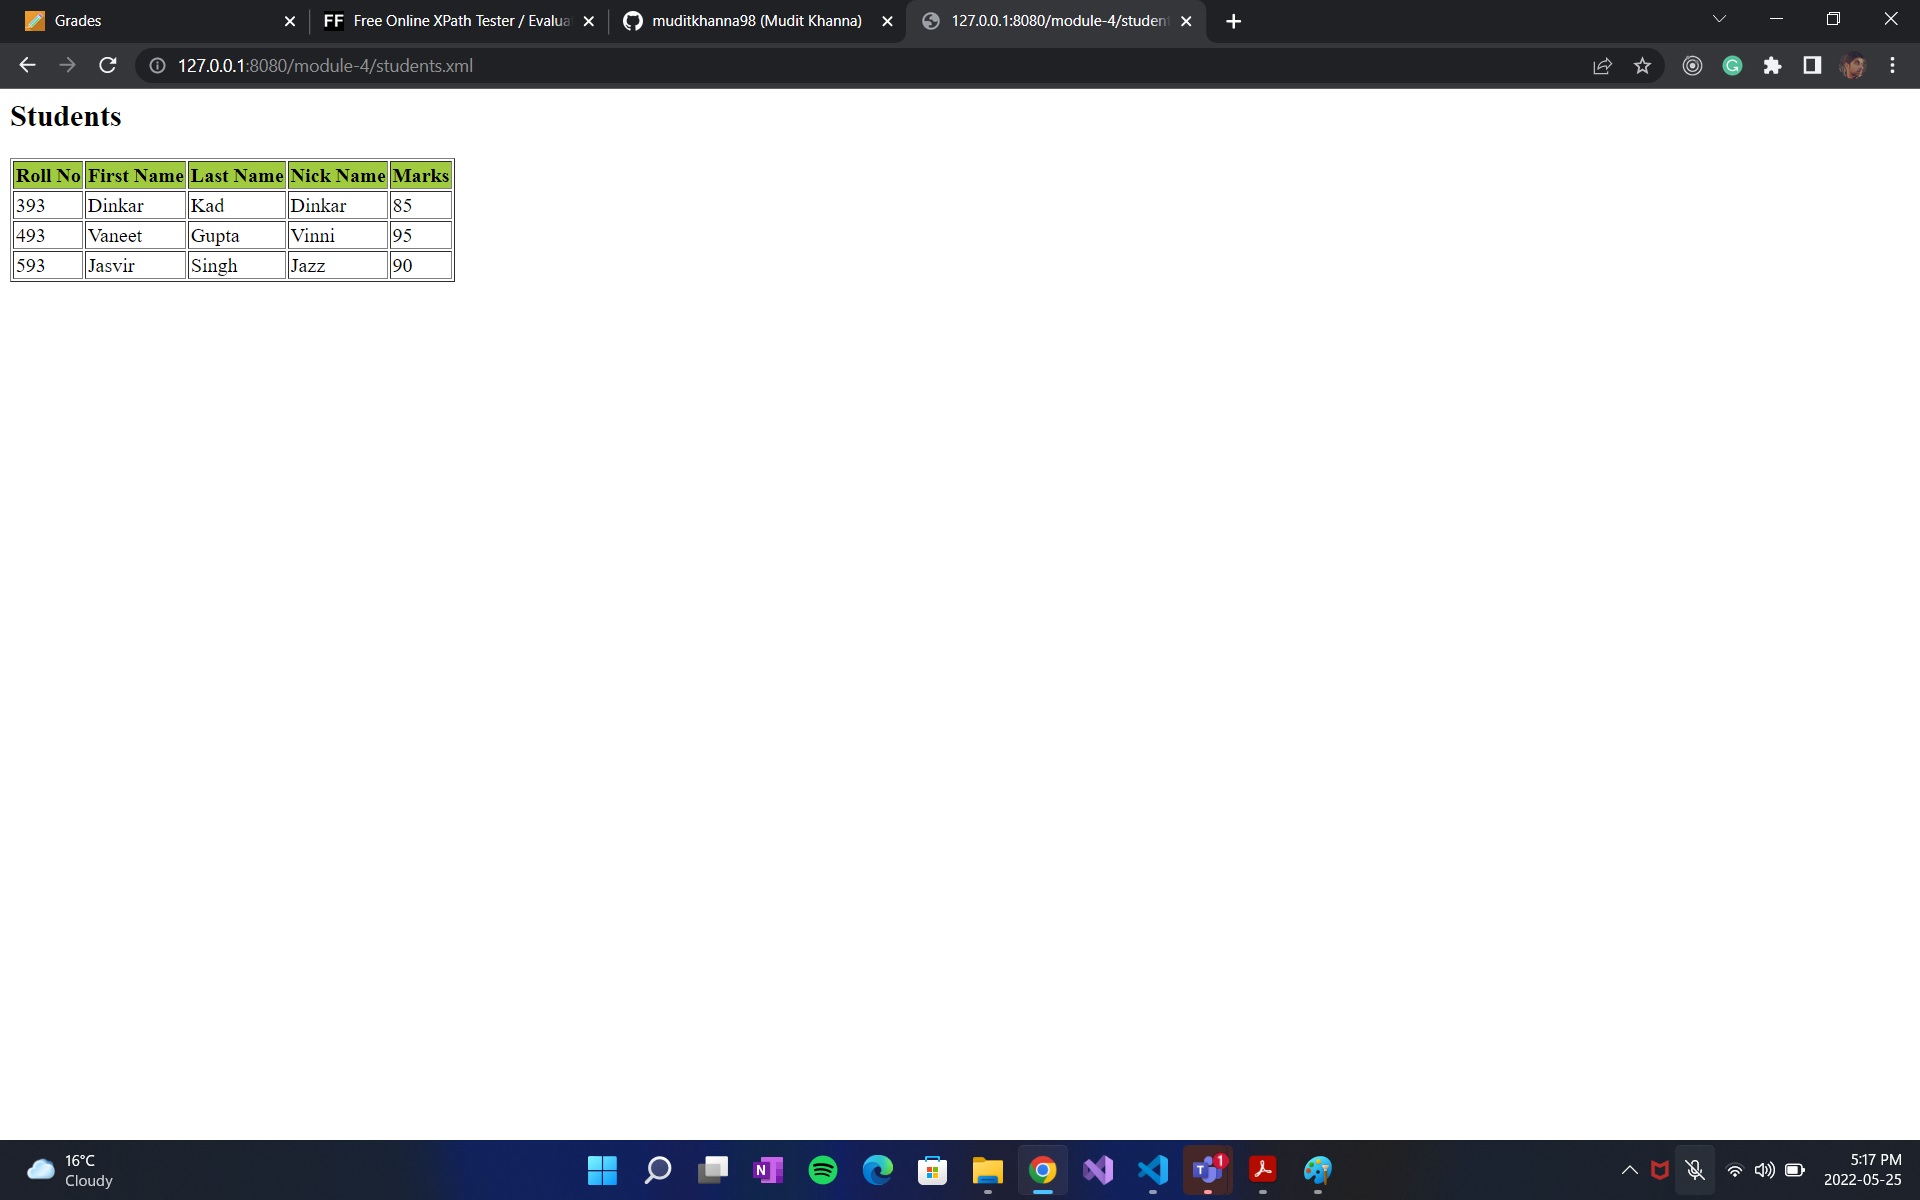 Grades
FF Free Online XPath Tester / Evalua
muditkhanna98 (Mudit Khanna)
127.0.0.1:8080/module-4/studen
127.0.0.1:8080/module-4/students.xml
Students
Roll No First Name Last Name Nick Name Marks
393 Dinkar Kad Dinkar 85
493 Vaneet Gupta Vinni 95
593 Jasvir Singh Jazz 90
16°C
Cloudy
N
T
1
5:17 PM
2022-05-25